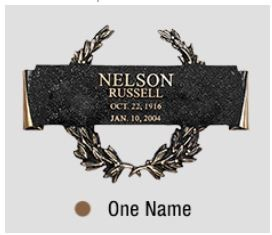 NELSON
RUSSELL
OCT. 22, 1916
JAN. 10, 2004
One Name